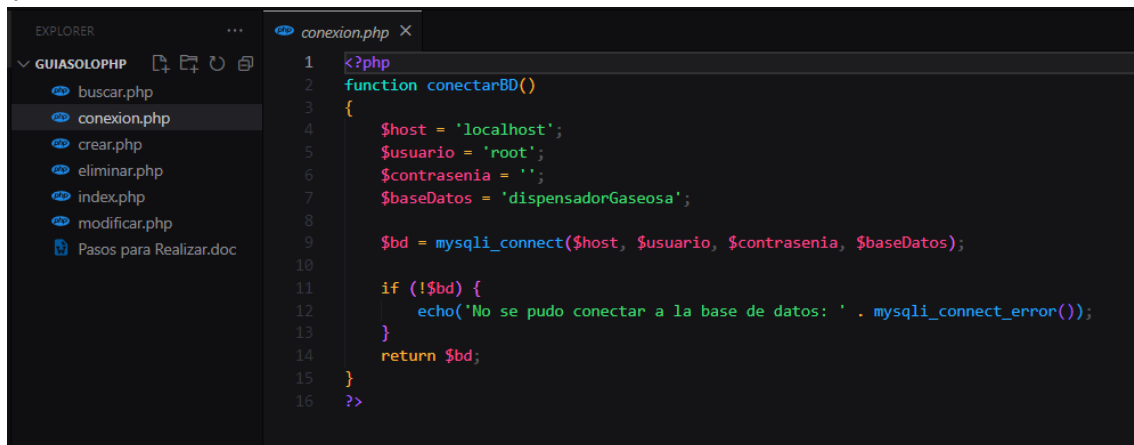 EXPLORER ...
GUIASOLOPHP
buscar.php
conexion.php
crear.php
eliminar.php
index.php
modificar.php
Pasos para Realizar.doc
conexion.php ×
1 <?php
2 function conectarBD()
3 {
4     $host = 'localhost';
5     $usuario = 'root';
6     $contrasenia = '';
7     $baseDatos = 'dispensadorGaseosa';
8
9     $bd = mysqli_connect($host, $usuario, $contrasenia, $baseDatos);
10
11     if (!$bd) {
12         echo('No se pudo conectar a la base de datos: ' . mysqli_connect_error());
13     }
14     return $bd;
15 }
16 ?>